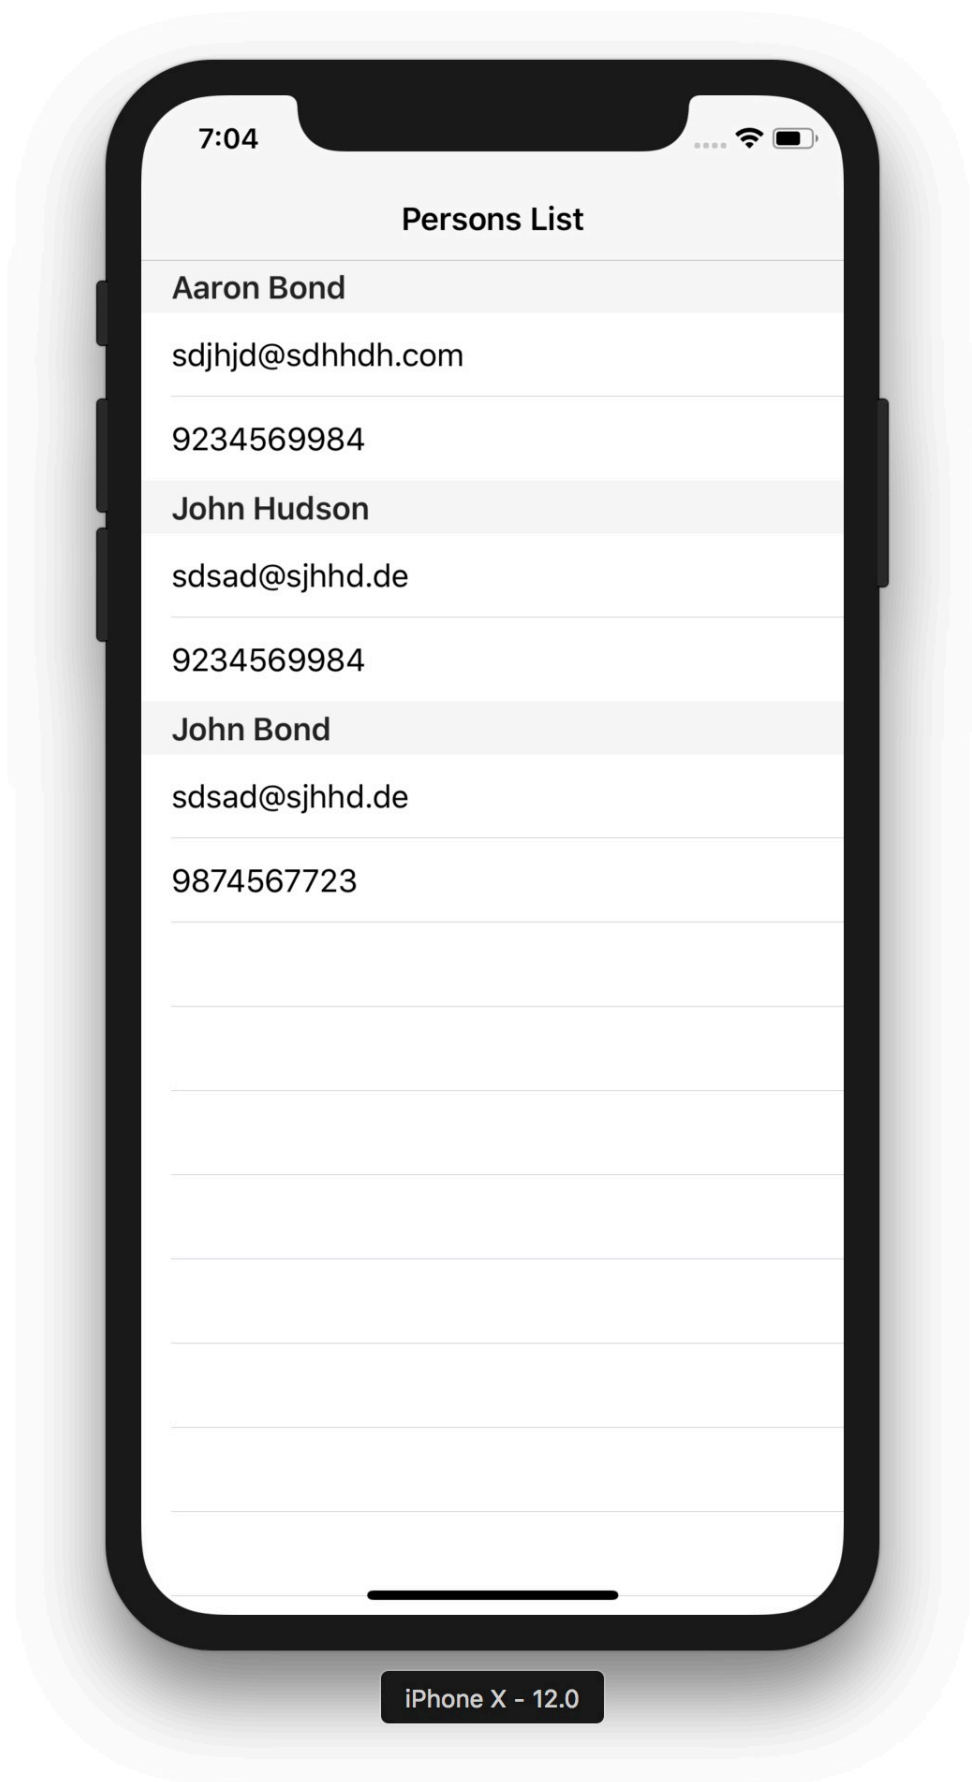 7:04
Persons List
Aaron Bond
sdjhjd@sdhhdh.com
9234569984
John Hudson
sdsad@sjhhd.de
9234569984
John Bond
sdsad@sjhhd.de
9874567723
iPhone X - 12.0